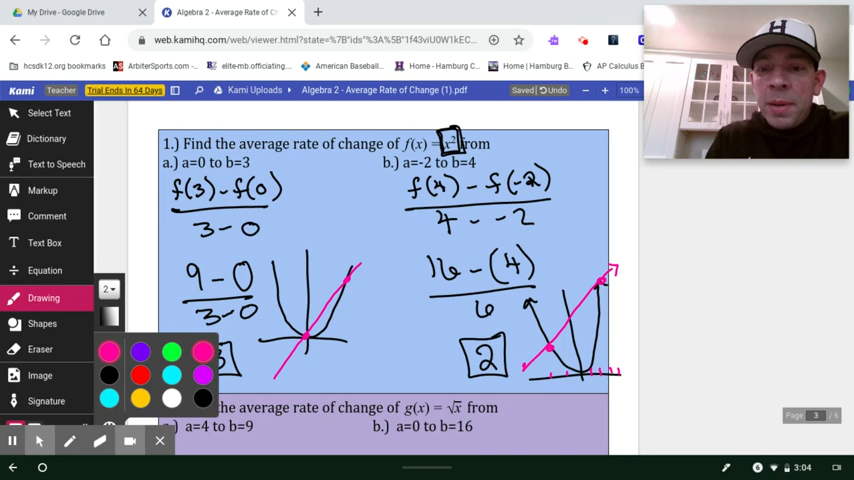 My Drive - Google Drive
Algebra 2 - Average Rate of Ch
web.kamihq.com/web/viewer.html?state=%7B"ids"%3A%5B"1f43viU0W1kEC...
hcsdk12.org bookmarks
ArbiterSports.com -...
elite-mb.officiating...
American Baseball...
Home - Hamburg C...
Home | Hamburg B...
AP Calculus B
Kami
Teacher
Trial Ends In 64 Days
Kami Uploads
Algebra 2 - Average Rate of Change (1).pdf
Saved
Undo
100%
Select Text
Dictionary
Text to Speech
Markup
Comment
Text Box
Equation
Drawing
Shapes
Eraser
Image
Signature
2
1.) Find the average rate of change of f(x) = x² from
a.) a=0 to b=3
b.) a=-2 to b=4
f(3) - f(0)
3 - 0
9 - 0
3 - 0
3
f(4) - f(-2)
4 - -2
16 - (4)
6
2
the average rate of change of g(x) = √x from
a.) a=4 to b=9
b.) a=0 to b=16
Page 3 / 6
H
6
3:04